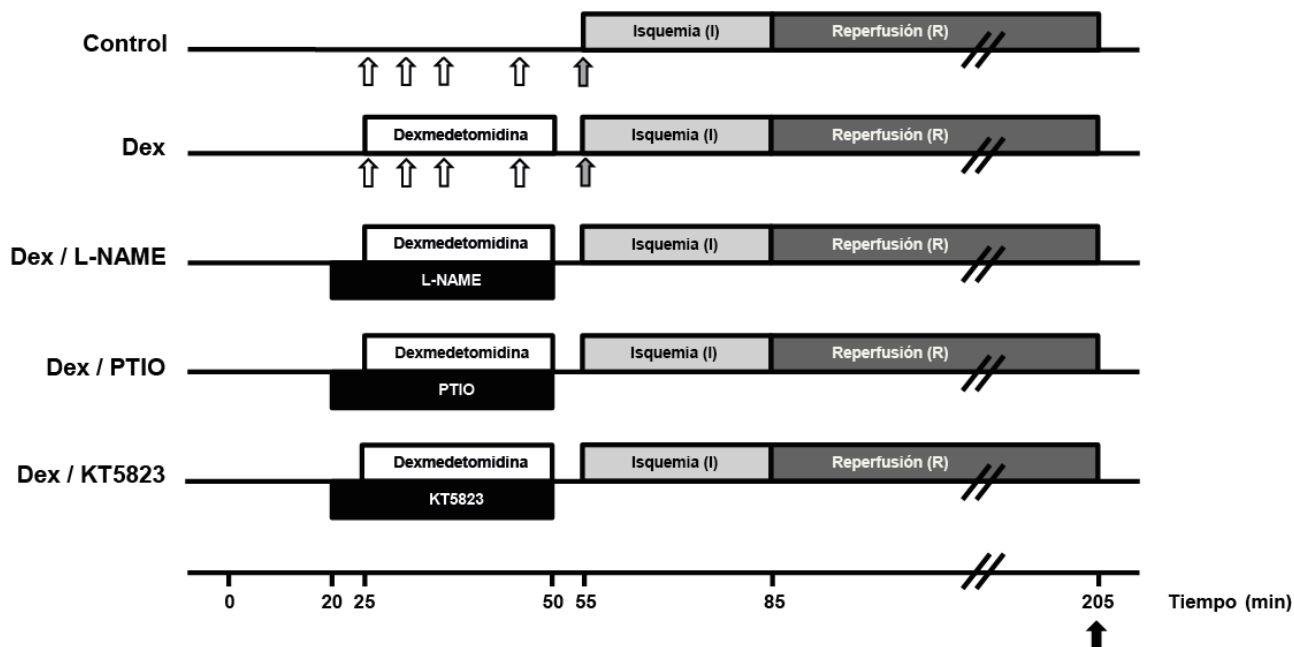 Control
Isquemia (I)
Reperfusión (R)
Dex
Dexmedetomidina
Isquemia (I)
Reperfusión (R)
Dex / L-NAME
Dexmedetomidina
Isquemia (I)
Reperfusión (R)
L-NAME
Dex / PTIO
Dexmedetomidina
Isquemia (I)
Reperfusión (R)
PTIO
Dex / KT5823
Dexmedetomidina
Isquemia (I)
Reperfusión (R)
KT5823
0 20 25 50 55 85 205 Tiempo (min)